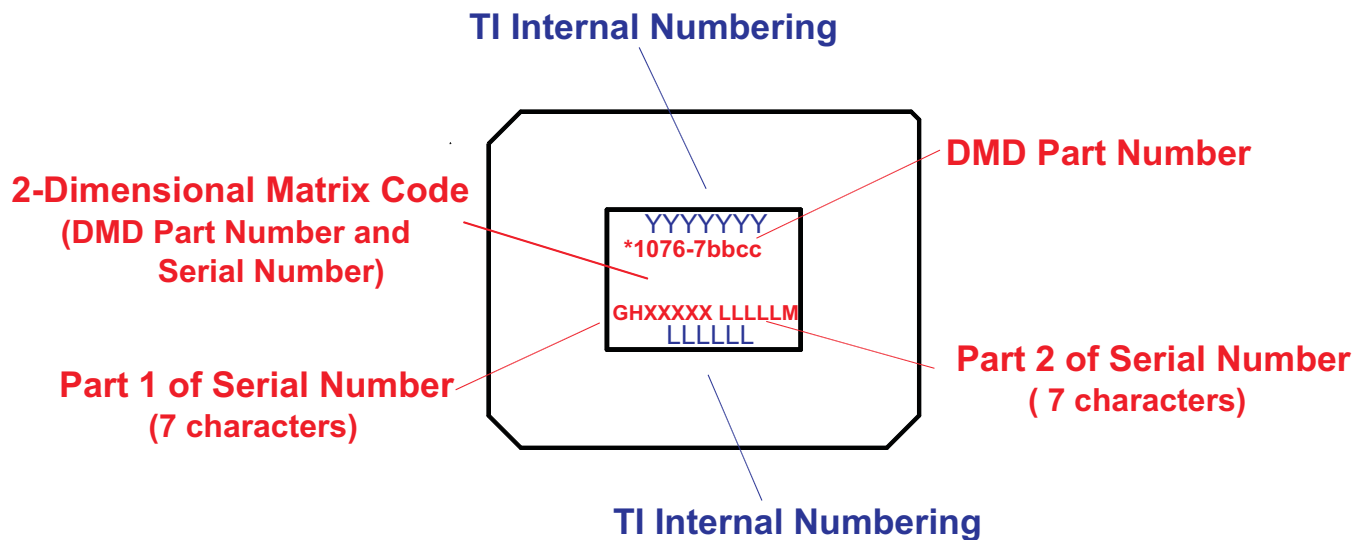 TI Internal Numbering
DMD Part Number
2-Dimensional Matrix Code
(DMD Part Number and
Serial Number)
YYYYYYY
*1076-7bbcc
GHXXXXX LLLLLM
LLLLLL
Part 1 of Serial Number
(7 characters)
Part 2 of Serial Number
( 7 characters)
TI Internal Numbering